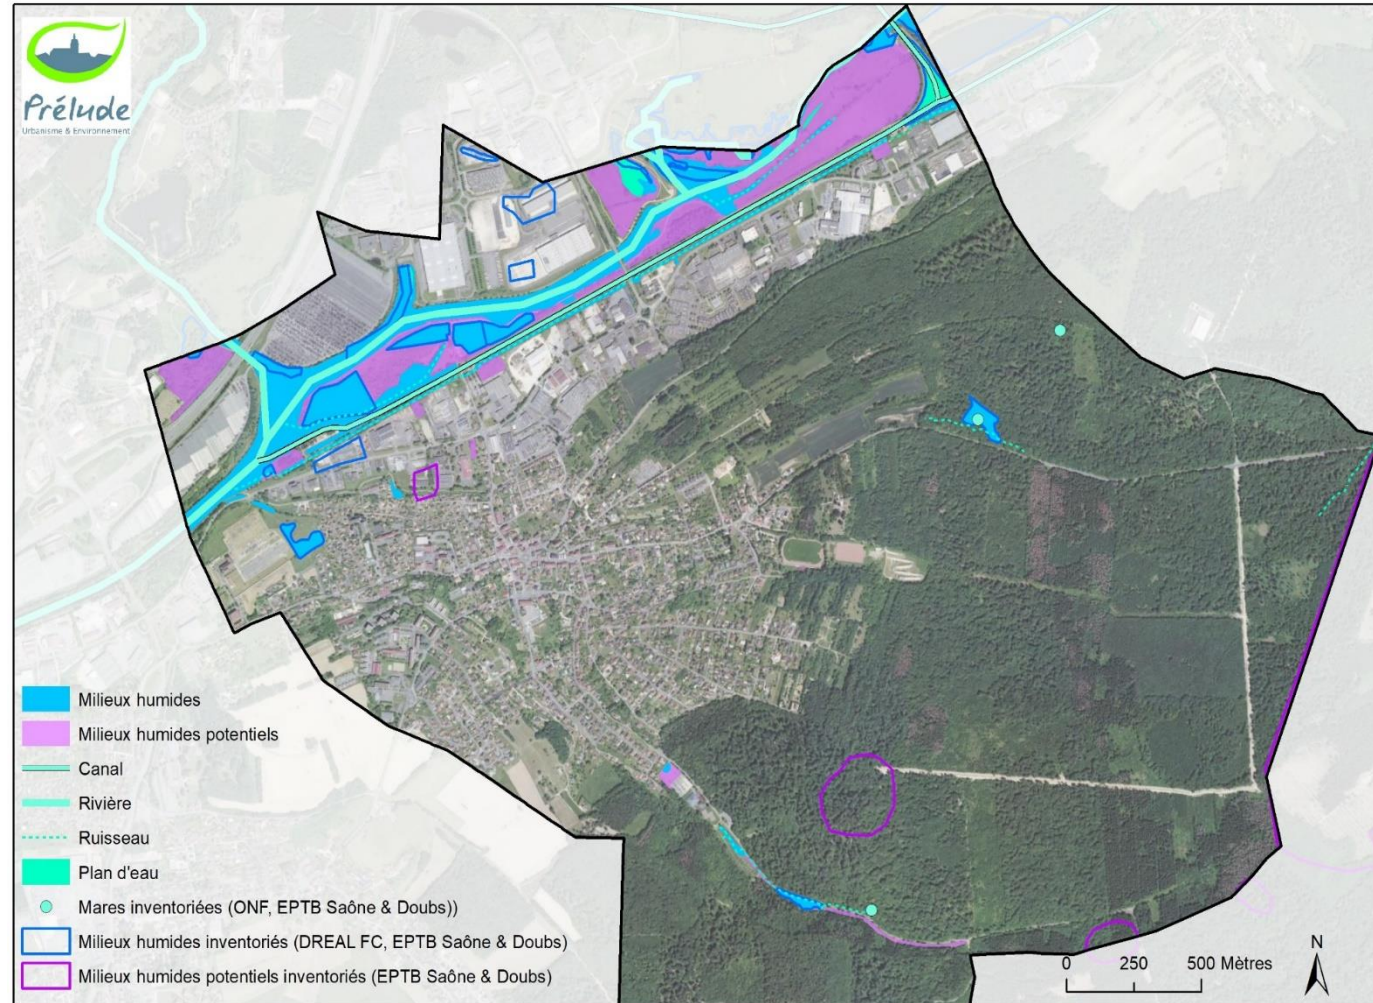 Prélude
Urbanisme & Environnement
Milieux humides
Milieux humides potentiels
Canal
Rivière
Ruisseau
Plan d'eau
Mares inventoriées (ONF, EPTB Saône & Doubs))
Milieux humides inventoriés (DREAL FC, EPTB Saône & Doubs)
Milieux humides potentiels inventoriés (EPTB Saône & Doubs)
N
0 250 500 Mètres